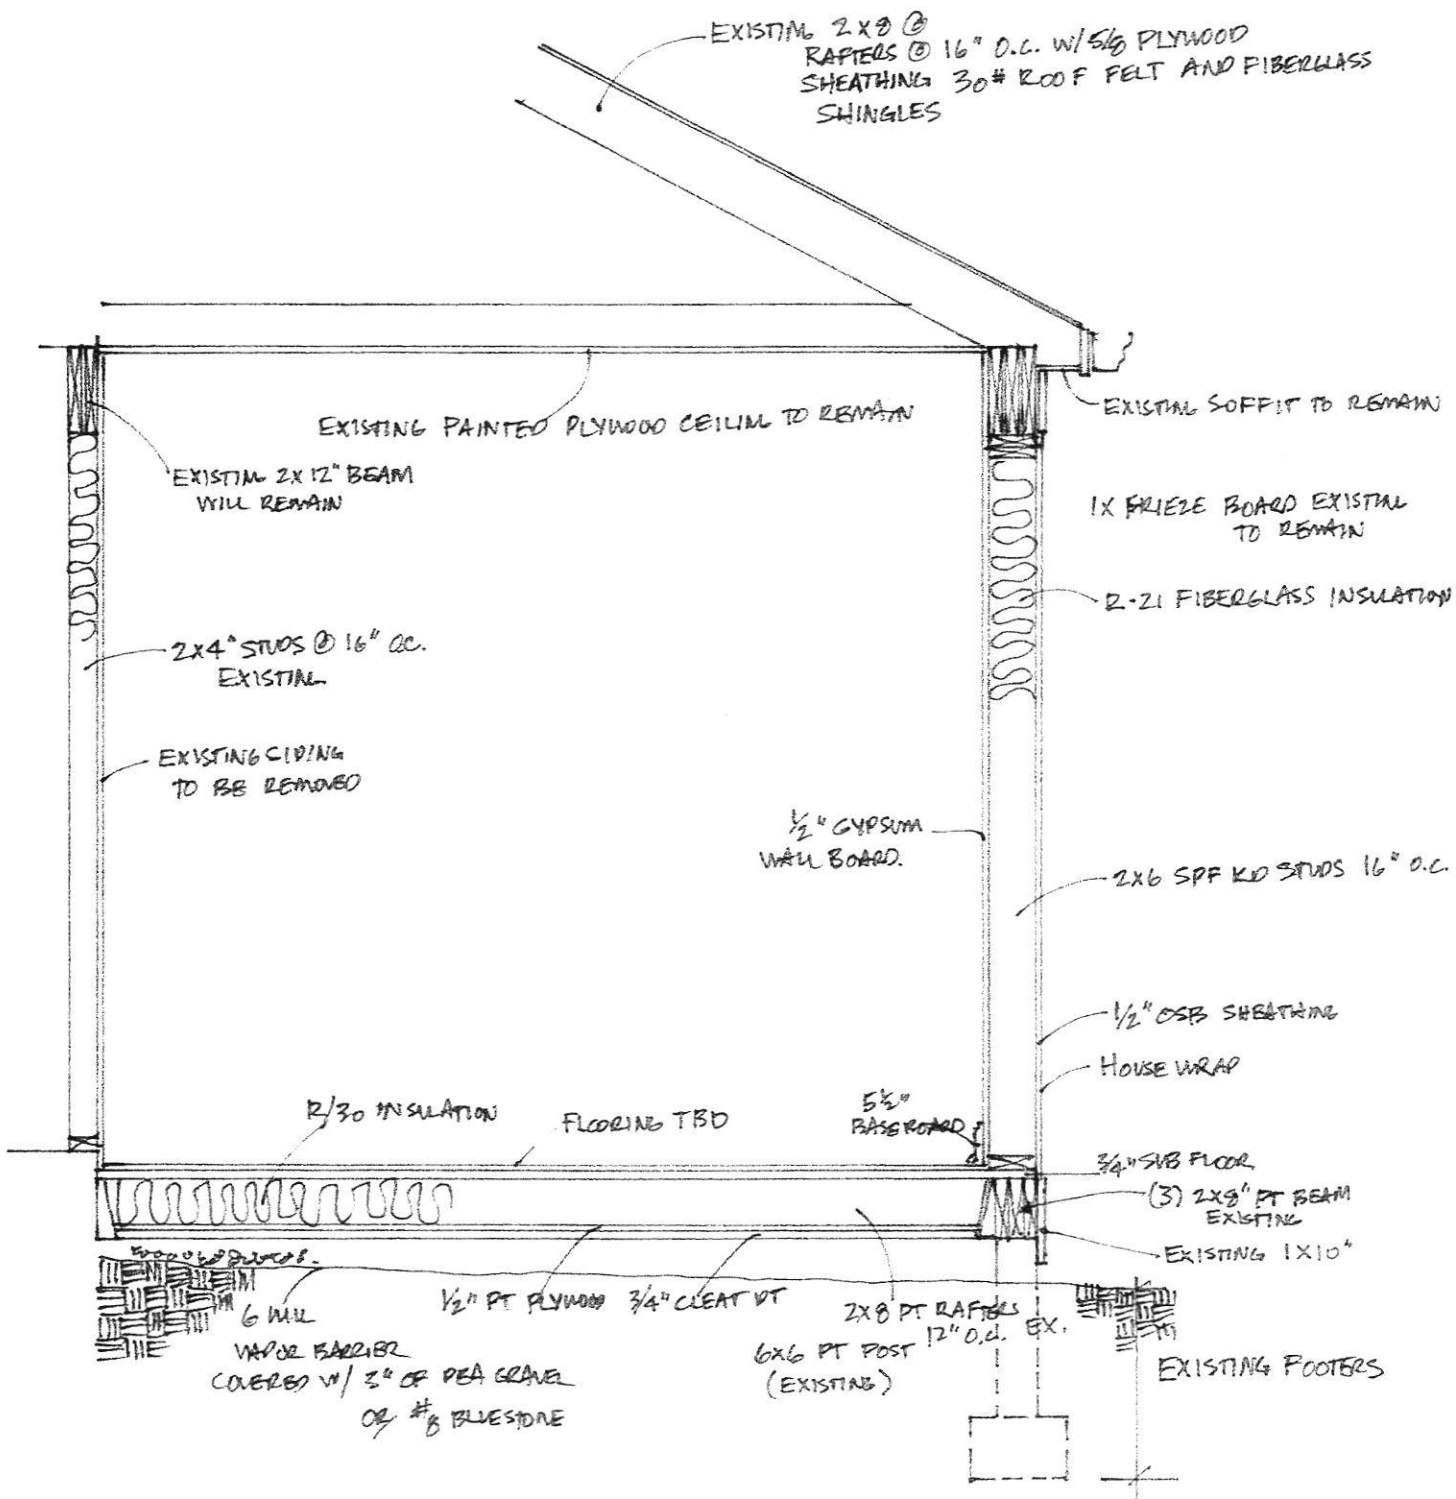 EXISTING 2X8 @
RAFTERS @ 16" O.C. W/ 5/8 PLYWOOD
SHEATHING 30# ROOF FELT AND FIBERGLASS
SHINGLES
EXISTING PAINTED PLYWOOD CEILING TO REMAIN
EXISTING SOFFIT TO REMAIN
EXISTING 2X12" BEAM
WILL REMAIN
1X FRIEZE BOARD EXISTING
TO REMAIN
R-21 FIBERGLASS INSULATION
2X4" STUDS @ 16" O.C.
EXISTING
EXISTING SIDING
TO BE REMOVED
1/2" GYPSUM
WALL BOARD.
2X6 SPF KD STUDS 16" O.C.
1/2" OSB SHEATHING
HOUSE WRAP
R/30 INSULATION
FLOORING TBD
5 1/2"
BASEBOARD
3/4" SUB FLOOR
(3) 2X8" PT BEAM
EXISTING
EXISTING 1X10"
1/2" PT PLYWOOD
3/4" CLEAT PT
2X8 PT RAFTERS
12" O.C. EX.
6 MIL
VAPOR BARRIER
COVERED W/ 3" OF PEA GRAVEL
OR #8 BLUESTONE
6X6 PT POST
(EXISTING)
EXISTING FOOTERS